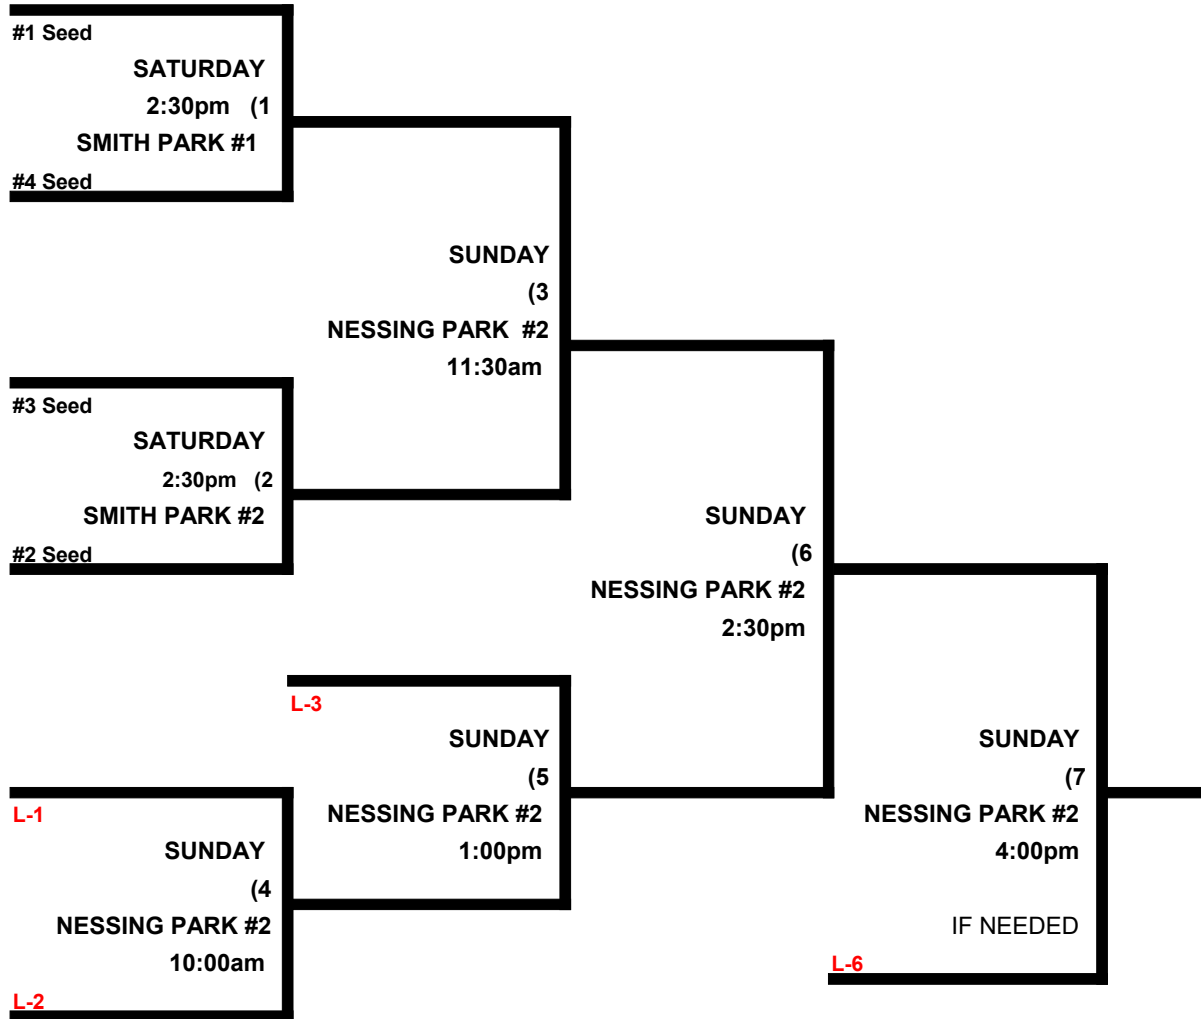 #1 Seed
SATURDAY
2:30pm (1
SMITH PARK #1
#4 Seed
SUNDAY
(3
NESSING PARK #2
11:30am
#3 Seed
SATURDAY
2:30pm (2
SMITH PARK #2
#2 Seed
SUNDAY
(6
NESSING PARK #2
2:30pm
L-3
SUNDAY
(5
NESSING PARK #2
1:00pm
L-1
SUNDAY
(4
NESSING PARK #2
10:00am
L-2
SUNDAY
(7
NESSING PARK #2
4:00pm
IF NEEDED
L-6